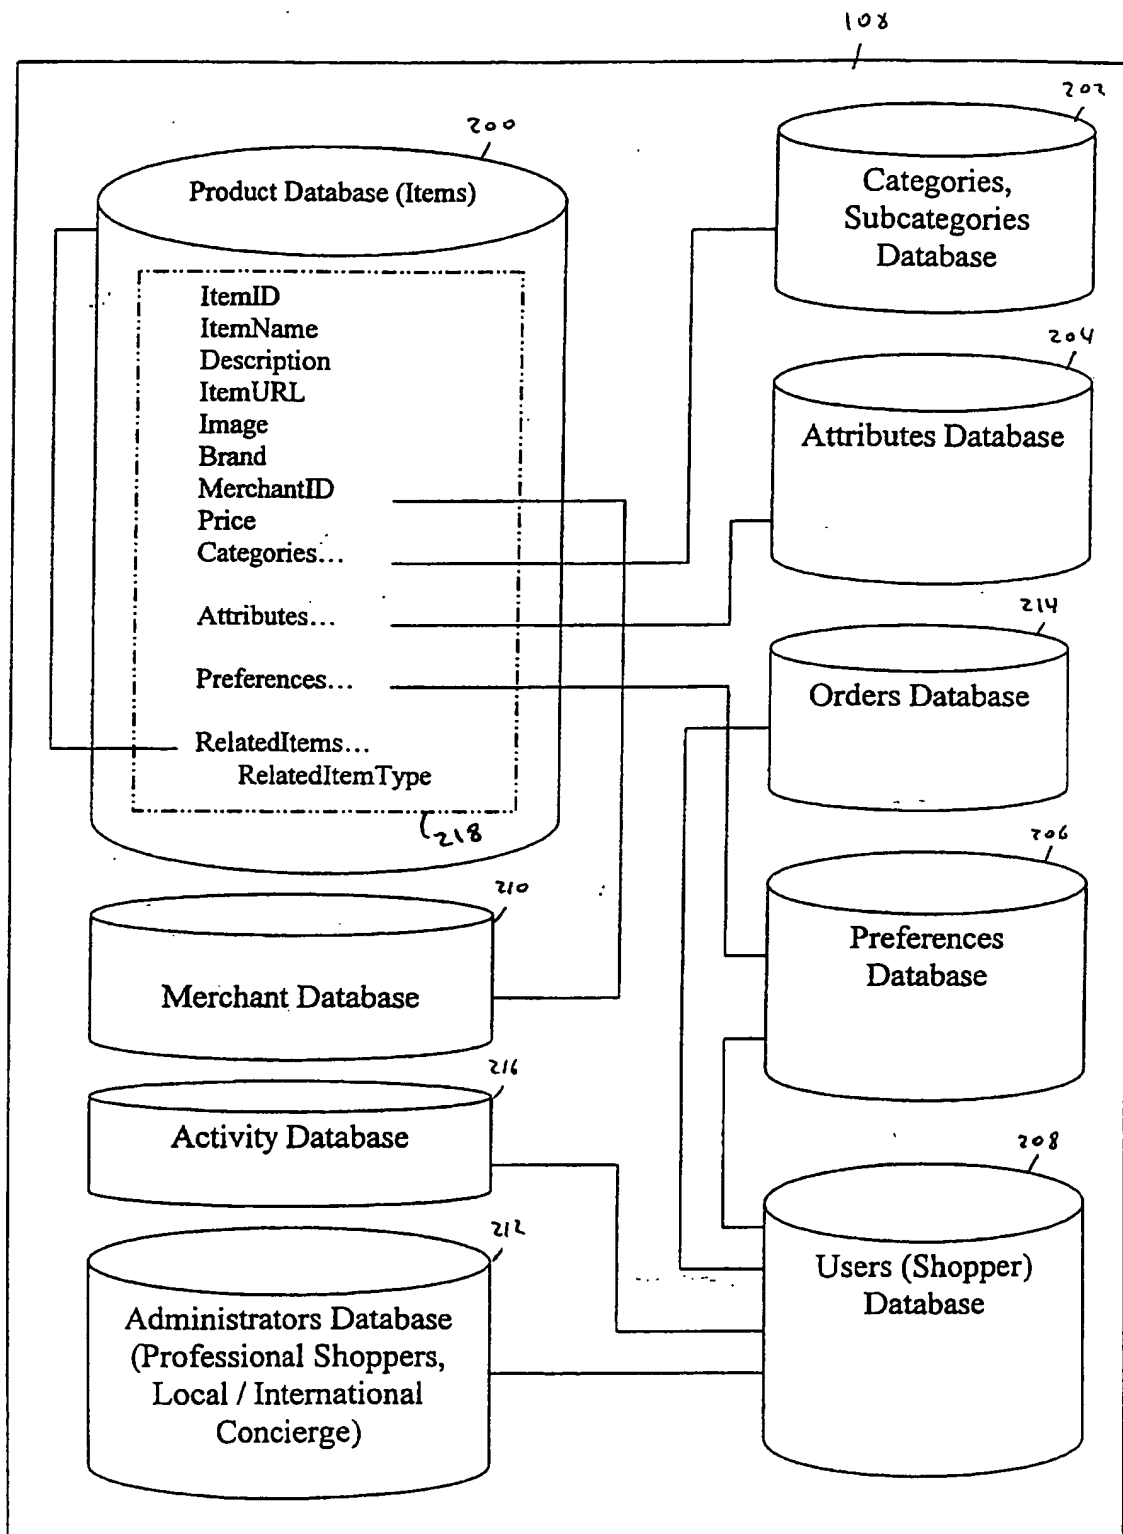 108
200
Product Database (Items)
ItemID
ItemName
Description
ItemURL
Image
Brand
MerchantID
Price
Categories...
Attributes...
Preferences...
RelatedItems...
RelatedItemType
218
202
Categories,
Subcategories
Database
204
Attributes Database
214
Orders Database
206
Preferences
Database
210
Merchant Database
216
Activity Database
212
Administrators Database
(Professional Shoppers,
Local / International
Concierge)
208
Users (Shopper)
Database